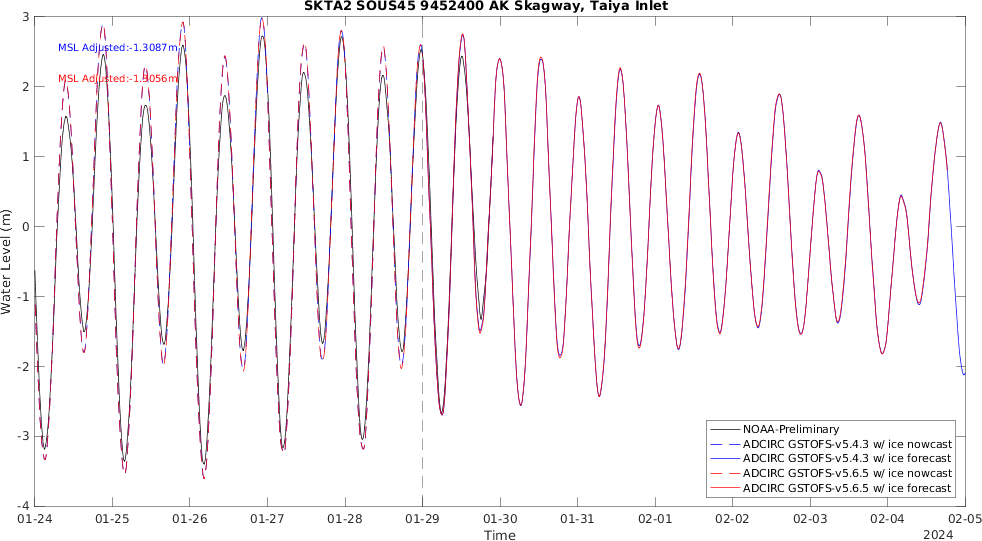 SKTA2 SOUS45 9452400 AK Skagway, Taiya Inlet
3
2
1
0
-1
-2
-3
-4
Water Level (m)
MSL Adjusted:-1.3087m
MSL Adjusted:-1.3056m
NOAA-Preliminary
ADCIRC GSTOFS-v5.4.3 w/ ice nowcast
ADCIRC GSTOFS-v5.4.3 w/ ice forecast
ADCIRC GSTOFS-v5.6.5 w/ ice nowcast
ADCIRC GSTOFS-v5.6.5 w/ ice forecast
01-24 01-25 01-26 01-27 01-28 01-29 01-30 01-31 02-01 02-02 02-03 02-04 02-05
Time
2024